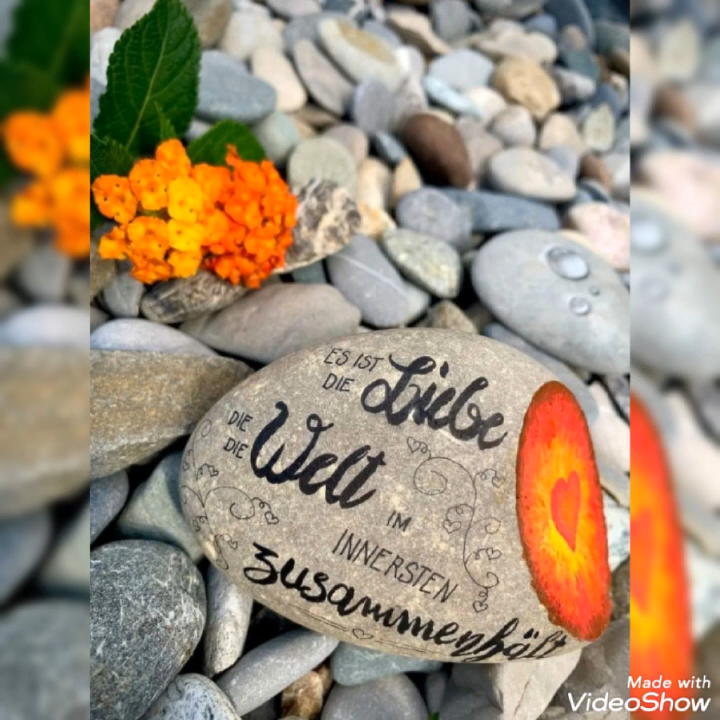 ES IST
DIE Liebe
DIE
DIE Welt
IM
INNERSTEN
zusammenhält
Made with
VideoShow